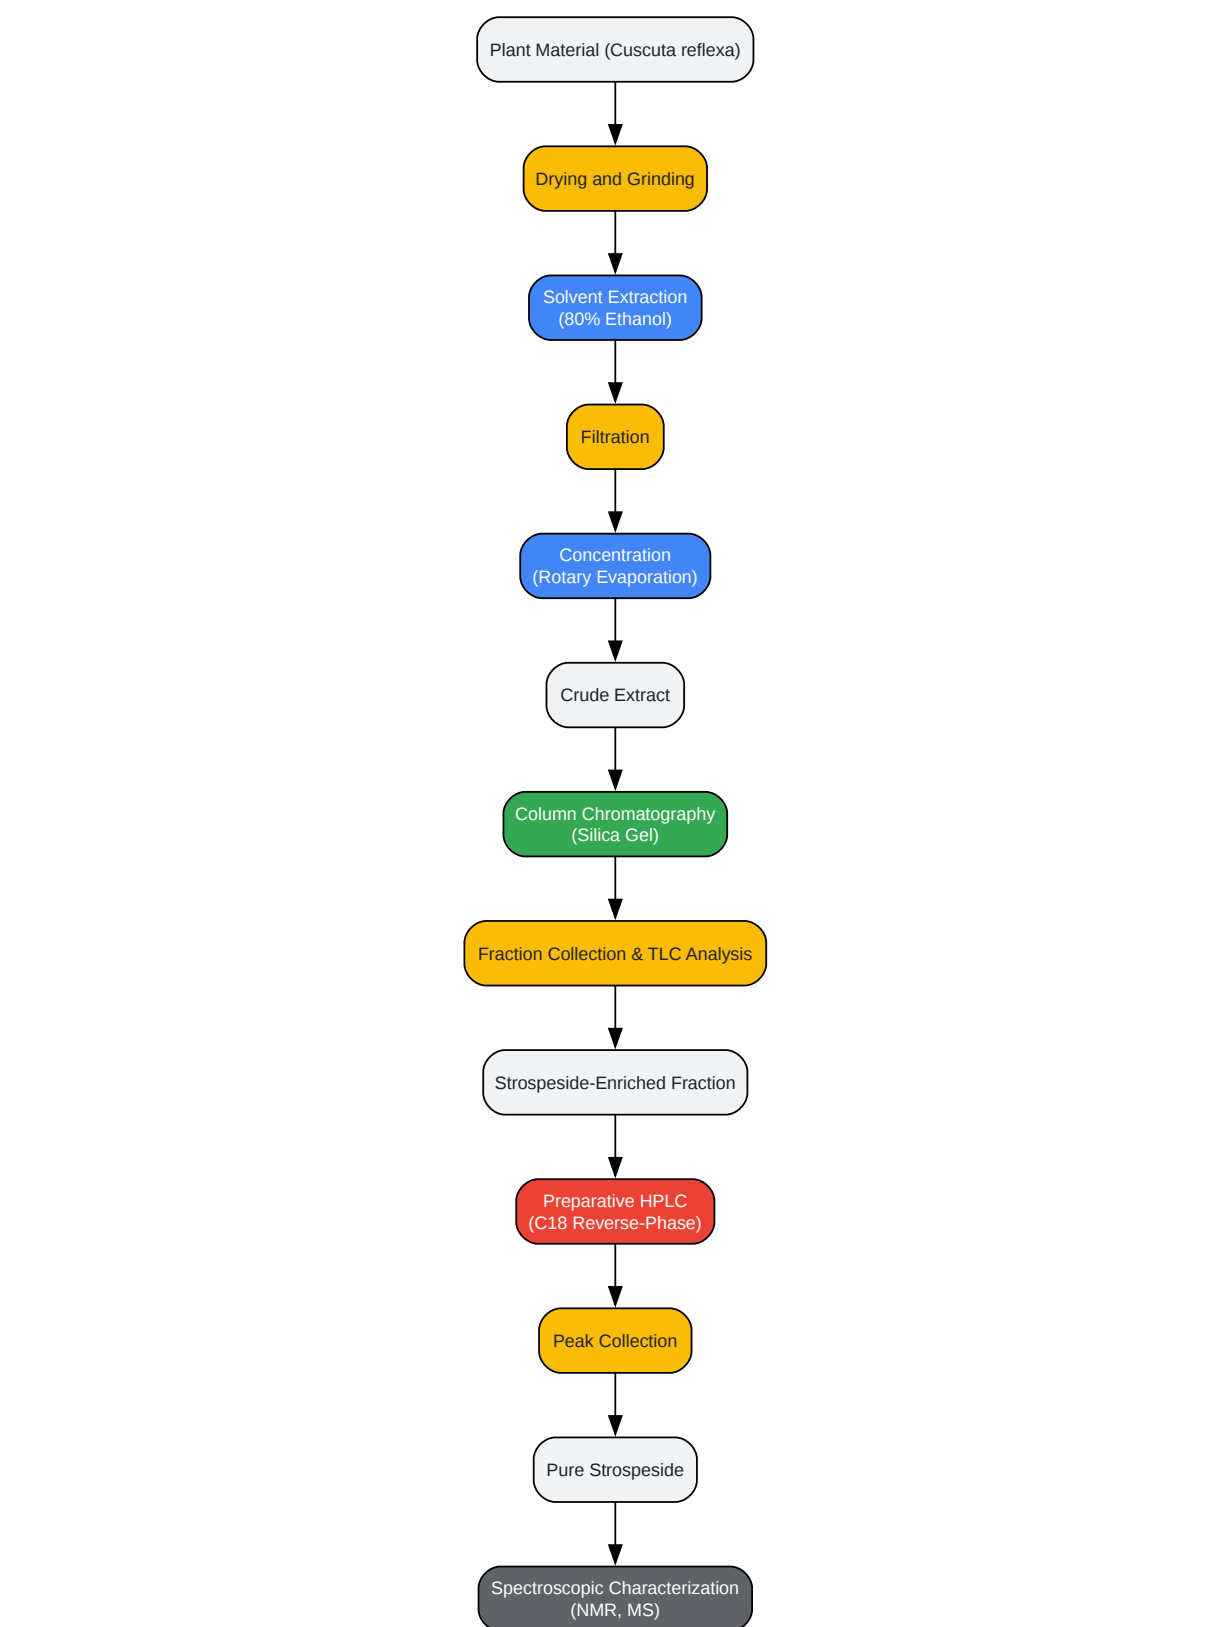 Plant Material (Cuscuta reflexa)
Drying and Grinding
Solvent Extraction
(80% Ethanol)
Filtration
Concentration
(Rotary Evaporation)
Crude Extract
Column Chromatography
(Silica Gel)
Fraction Collection & TLC Analysis
Strospeside-Enriched Fraction
Preparative HPLC
(C18 Reverse-Phase)
Peak Collection
Pure Strospeside
Spectroscopic Characterization
(NMR, MS)